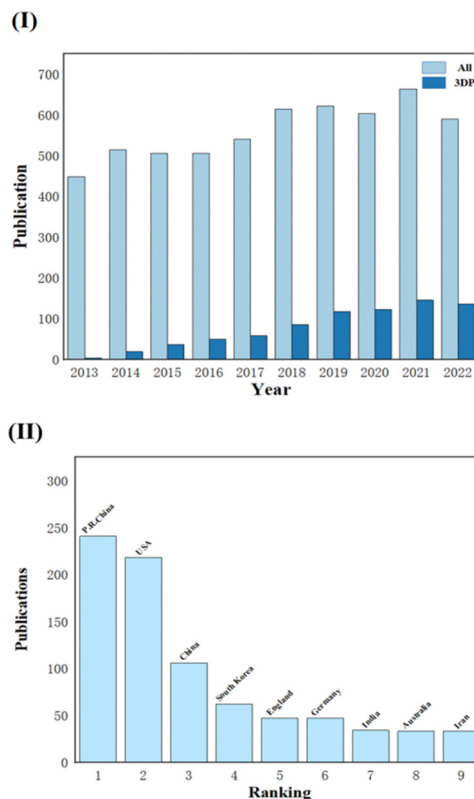 (I)
All
3DP
700
600
500
400
300
200
100
0
Publication
2013 2014 2015 2016 2017 2018 2019 2020 2021 2022
Year
(II)
300
250
200
150
100
50
0
Publications
P.R.China
USA
China
South Korea
England
Germany
India
Australia
Iran
1 2 3 4 5 6 7 8 9
Ranking